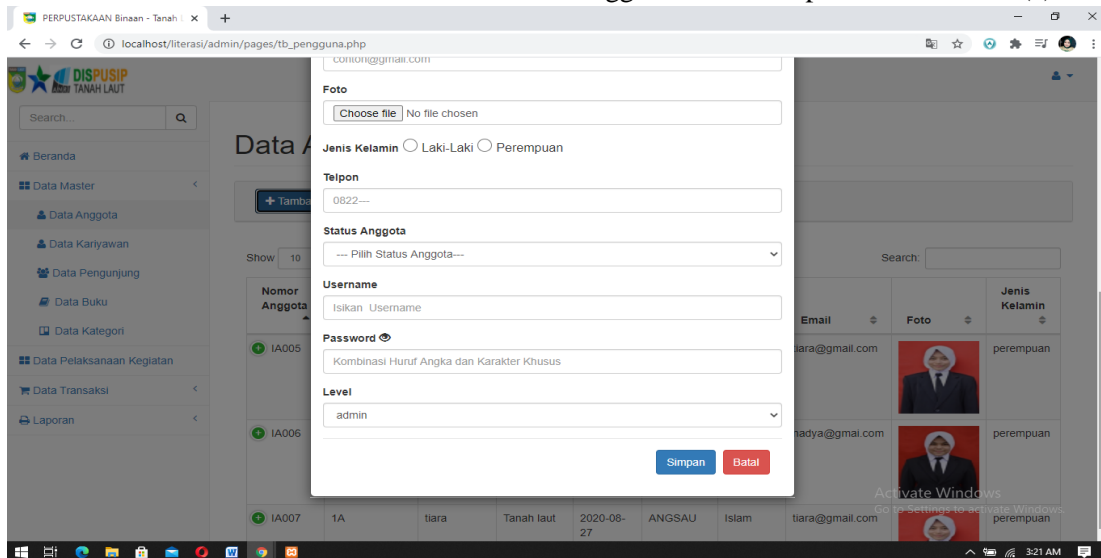 PERPUSTAKAAN Binaan - Tanah
localhost/literasi/admin/pages/tb_pengguna.php
DISPUSIP
TANAH LAUT
Search...
Beranda
Data Master
Data Anggota
Data Kariyawan
Data Pengunjung
Data Buku
Data Kategori
Data Pelaksanaan Kegiatan
Data Transaksi
Laporan
Data A
+ Tamba
Show 10
Search:
contoh@gmail.com
Foto
Choose file No file chosen
Jenis Kelamin Laki-Laki Perempuan
Telpon
0822---
Status Anggota
--- Pilih Status Anggota---
Username
Isikan Username
Password
Kombinasi Huruf Angka dan Karakter Khusus
Level
admin
Simpan Batal
Nomor
Anggota
Email Foto
Jenis
Kelamin
IA005 tiara@gmail.com perempuan
IA006 nadya@gmai.com perempuan
IA007 1A tiara Tanah laut 2020-08-
27 ANGSAU Islam tiara@gmail.com perempuan
Activate Windows
Go to Settings to activate Windows.
3:21 AM